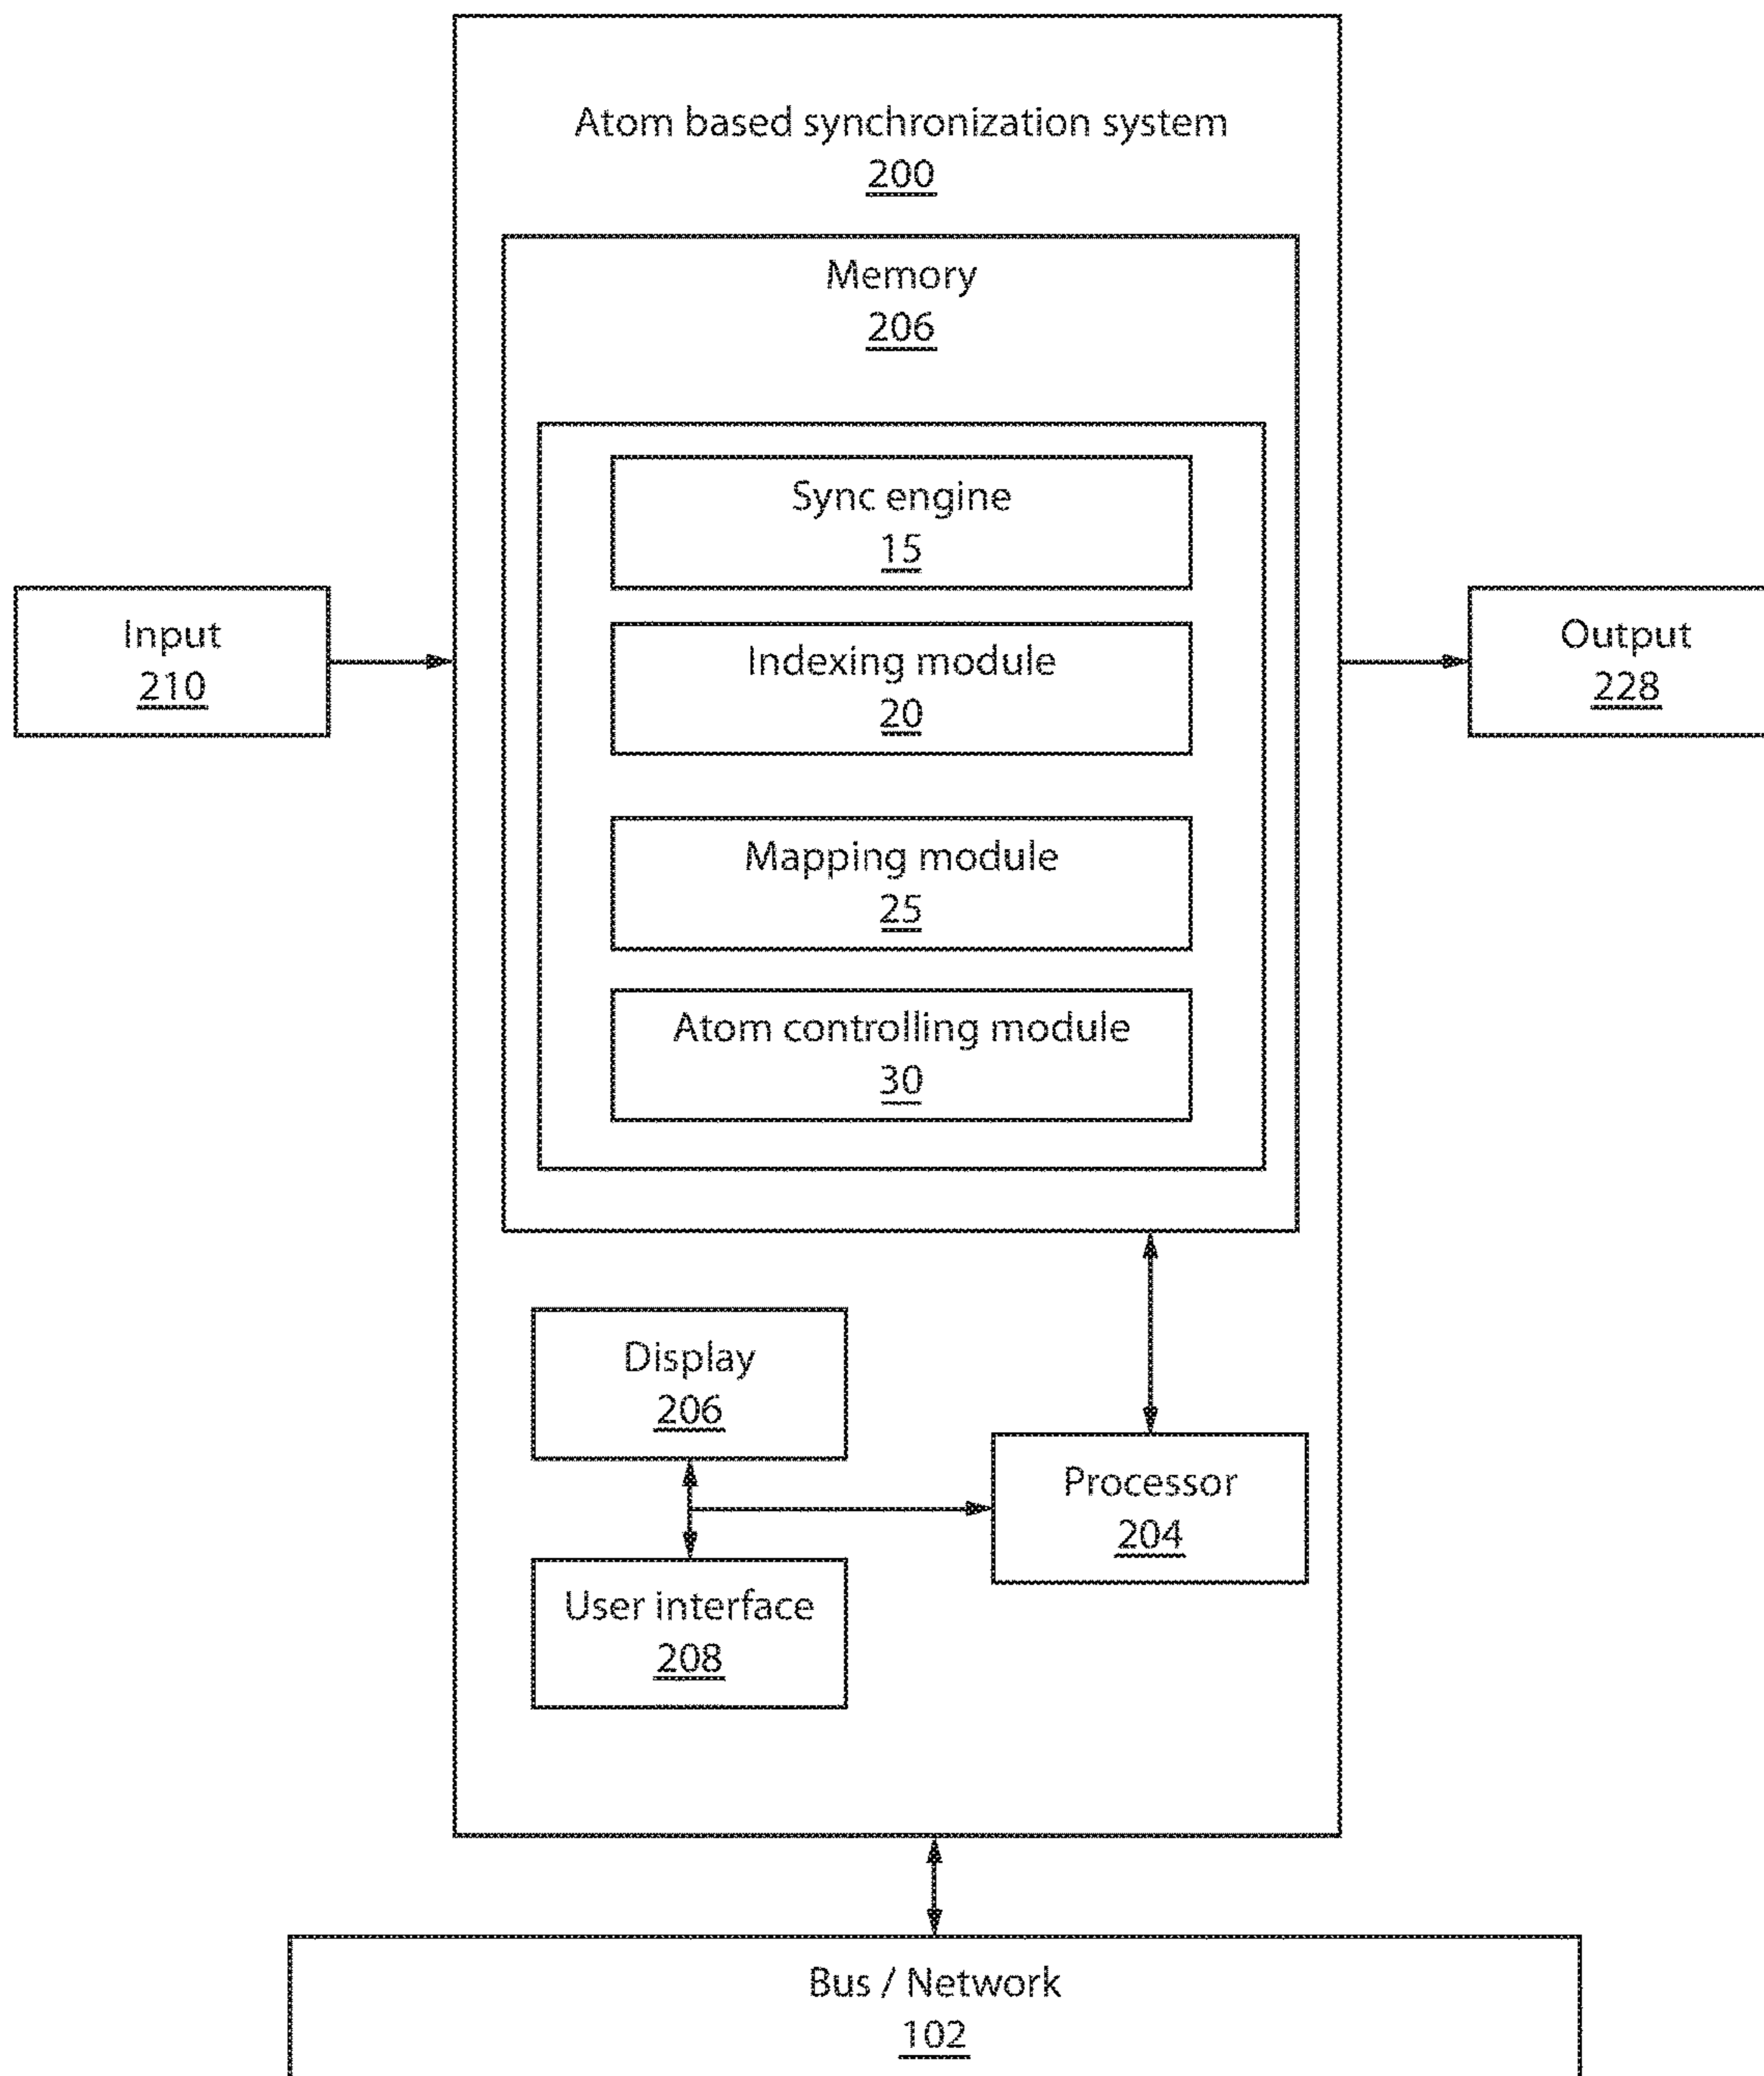 Atom based synchronization system
200
Memory
206
Sync engine
15
Indexing module
20
Mapping module
25
Atom controlling module
30
Input
210
Output
228
Display
206
Processor
204
User interface
208
Bus / Network
102